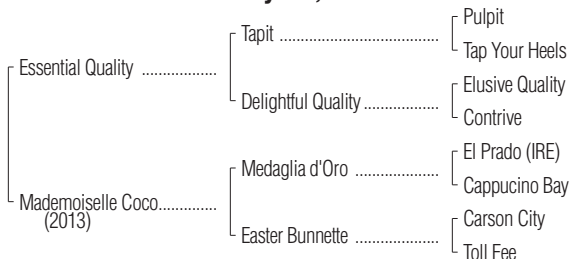 Pulpit
Tapit
Tap Your Heels
Essential Quality
Elusive Quality
Delightful Quality
Contrive
El Prado (IRE)
Medaglia d'Oro
Cappucino Bay
Mademoiselle Coco
(2013)
Carson City
Easter Bunnette
Toll Fee